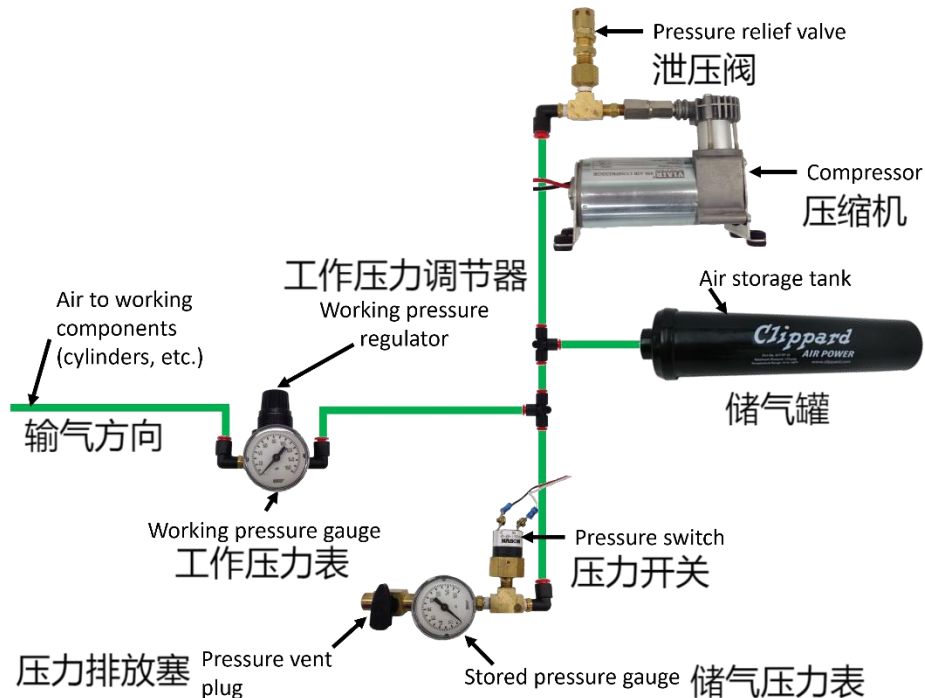 Pressure relief valve
泄压阀
VIAIR
Compressor
压缩机
工作压力调节器
Working pressure
regulator
Air storage tank
Clippard
AIR POWER
储气罐
Air to working
components
(cylinders, etc.)
输气方向
Working pressure gauge
工作压力表
Pressure switch
压力开关
压力排放塞
Pressure vent
plug
Stored pressure gauge
储气压力表